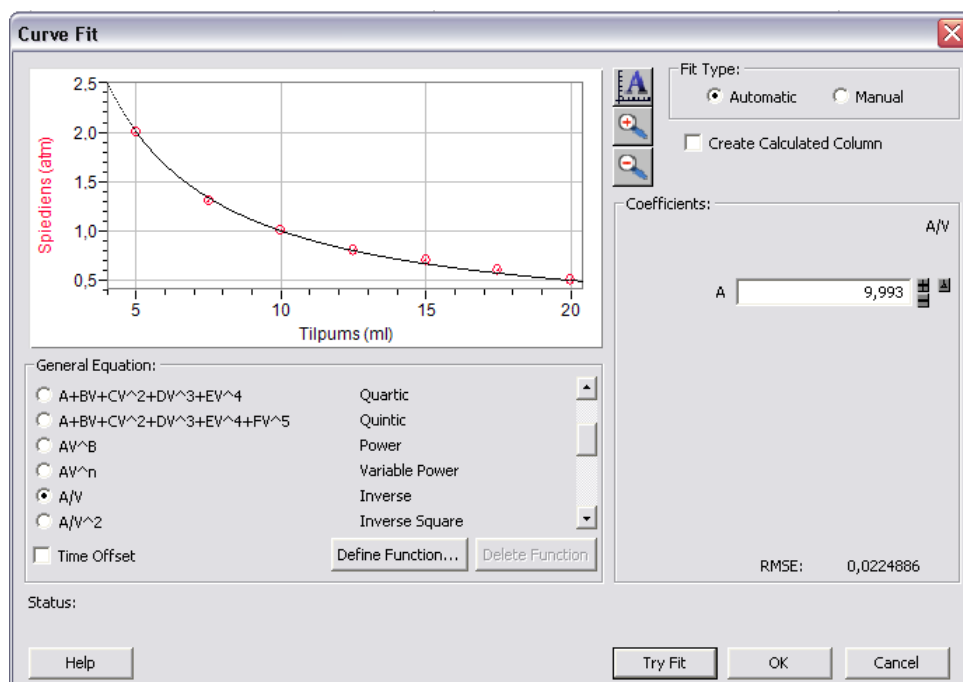 Curve Fit
2.5
2.0
1,5
1.0
0,5
5
10
15
20
Spiediens (atm)
Tilpums (ml)
Fit Type:
Automatic
Manual
Create Calculated Column
Coefficients:
A/V
A 9,993
RMSE: 0,0224886
General Equation:
A+BV+CV^2+DV^3+EV^4 Quartic
A+BV+CV^2+DV^3+EV^4+FV^5 Quintic
AV^B Power
AV^n Variable Power
A/V Inverse
A/V^2 Inverse Square
Time Offset
Define Function...
Delete Function
Status:
Help
Try Fit
OK
Cancel